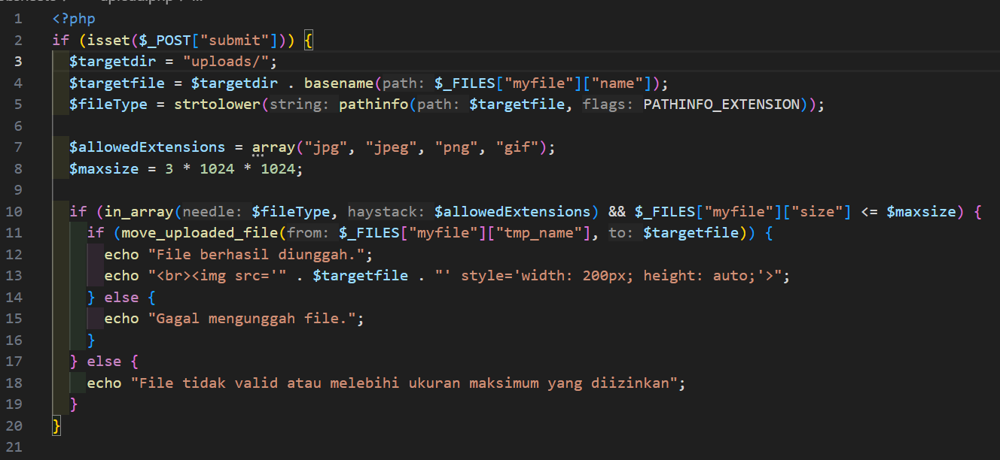 upload.php
1 <?php
2 if (isset($_POST["submit"])) {
3 $targetdir = "uploads/";
4 $targetfile = $targetdir . basename(path: $_FILES["myfile"]["name"]);
5 $fileType = strtolower(string: pathinfo(path: $targetfile, flags: PATHINFO_EXTENSION));
6
7 $allowedExtensions = array("jpg", "jpeg", "png", "gif");
8 $maxsize = 3 * 1024 * 1024;
9
10 if (in_array(needle: $fileType, haystack: $allowedExtensions) && $_FILES["myfile"]["size"] <= $maxsize) {
11 if (move_uploaded_file(from: $_FILES["myfile"]["tmp_name"], to: $targetfile)) {
12 echo "File berhasil diunggah.";
13 echo "<br><img src='" . $targetfile . "' style='width: 200px; height: auto;'>";
14 } else {
15 echo "Gagal mengunggah file.";
16 }
17 } else {
18 echo "File tidak valid atau melebihi ukuran maksimum yang diizinkan";
19 }
20 }
21